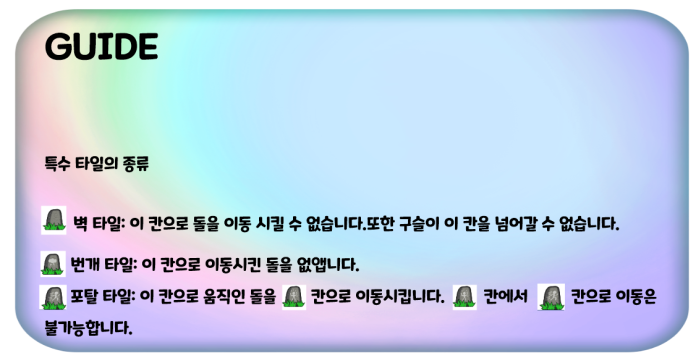 GUIDE
특수 타일의 종류
벽 타일: 이 칸으로 돌을 이동 시킬 수 없습니다.또한 구슬이 이 칸을 넘어갈 수 없습니다.
번개 타일: 이 칸으로 이동시킨 돌을 없앱니다.
포탈 타일: 이 칸으로 움직인 돌을 칸으로 이동시킵니다. 칸에서 칸으로 이동은
불가능합니다.